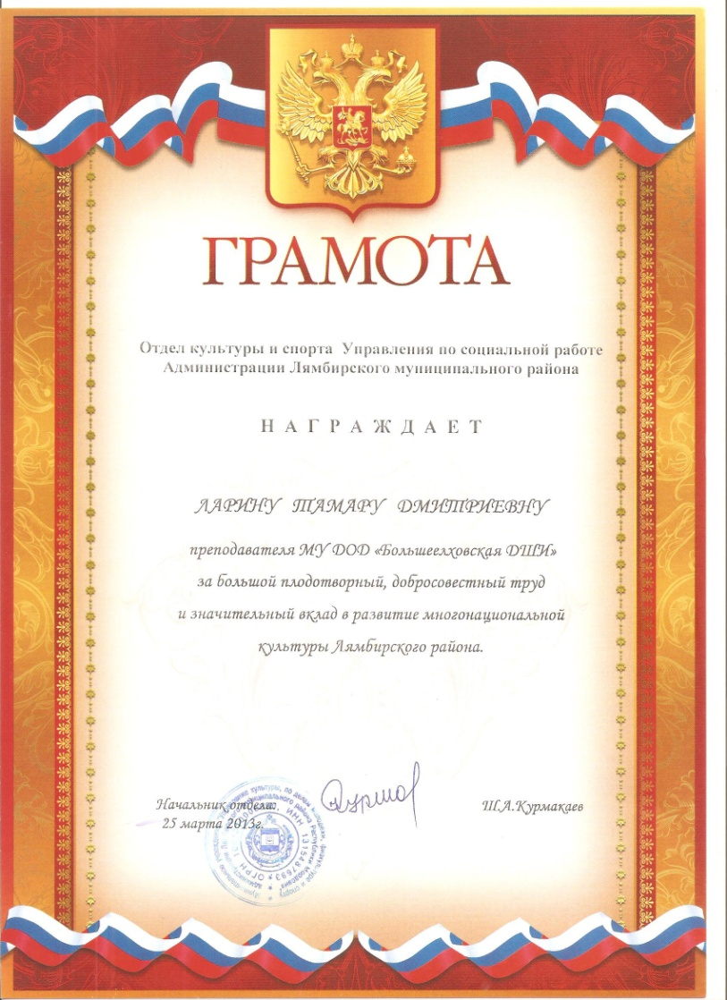 ГРАМОТА
Отдел культуры и спорта Управления по социальной работе
Администрации Лямбирского муниципального района
НАГРАЖДАЕТ
ЛАРИНУ ТАМАРУ ДМИТРИЕВНУ
преподавателя МУ ДОД «Большеелховская ДШИ»
за большой плодотворный, добросовестный труд
и значительный вклад в развитие многонациональной
культуры Лямбирского района.
Начальник отдела:
Ш.А.Курмакаев
25 марта 2013г.